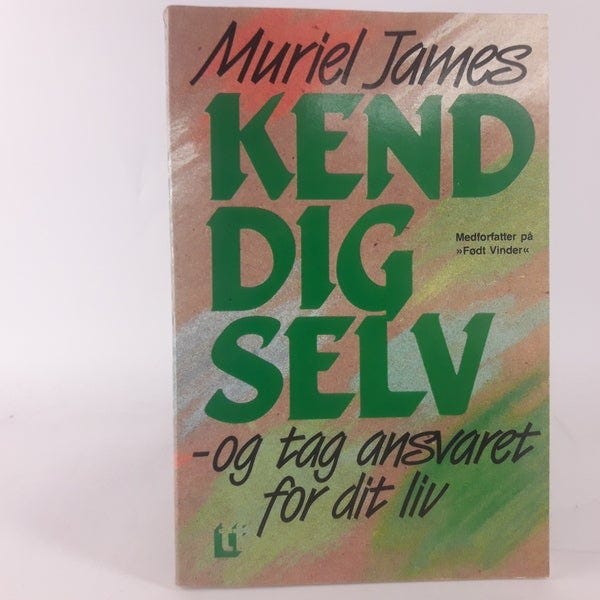 Muriel James
KEND
DIG
SELV
Medforfatter på
»Født Vinder«
-og tag ansvaret
for dit liv